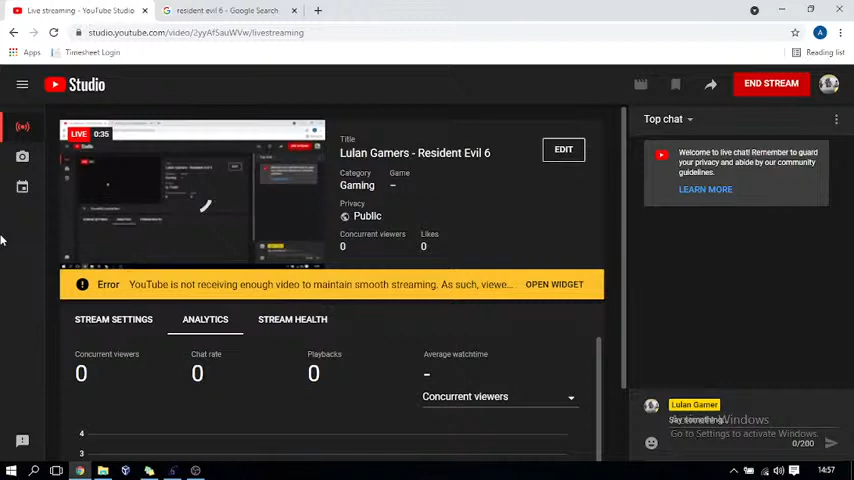 Live streaming - YouTube Studio
resident evil 6 - Google Search
studio.youtube.com/video/2yyAf5auWVw/livestreaming
A
Apps
Timesheet Login
Reading list
Studio
END STREAM
LIVE 0:35
Title
Lulan Gamers - Resident Evil 6
EDIT
Category
Game
Gaming
–
Privacy
Public
Concurrent viewers
Likes
0
0
Error YouTube is not receiving enough video to maintain smooth streaming. As such, viewe... OPEN WIDGET
STREAM SETTINGS
ANALYTICS
STREAM HEALTH
Concurrent viewers
Chat rate
Playbacks
Average watchtime
0
0
0
-
Concurrent viewers
4
3
Top chat
Welcome to live chat! Remember to guard
your privacy and abide by our community
guidelines.
LEARN MORE
Lulan Gamer
Say something...
Activate Windows
Go to Settings to activate Windows.
0/200
14:57